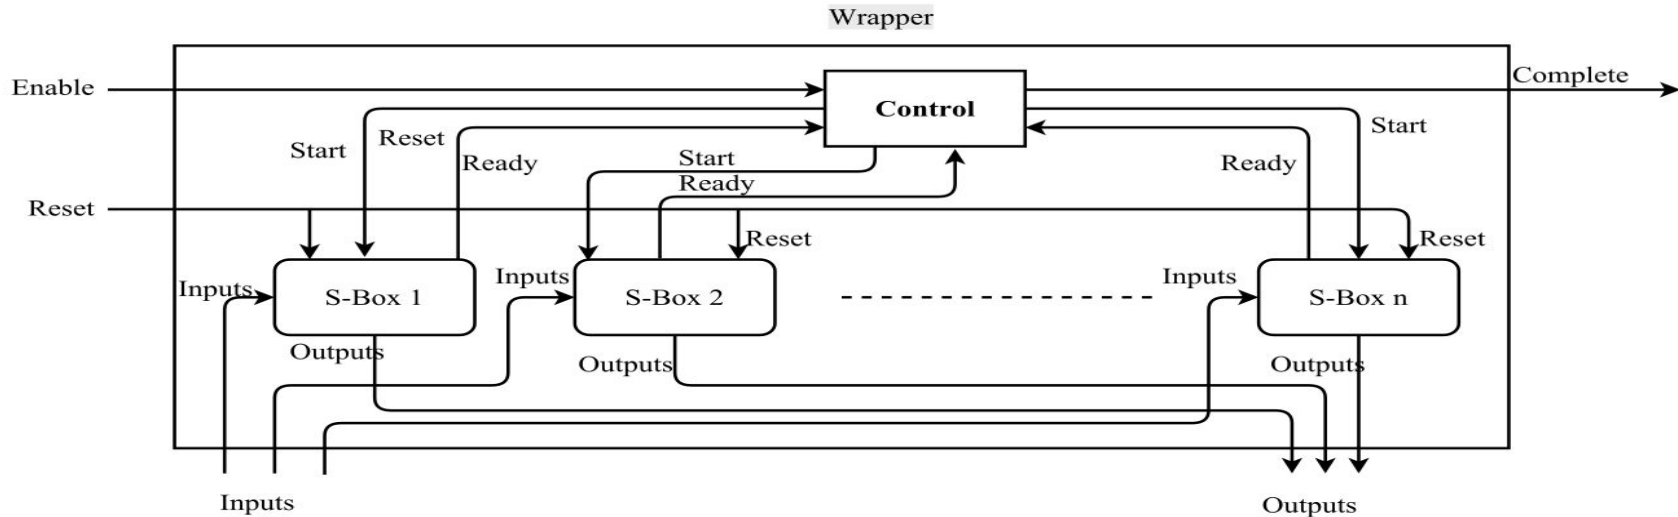 Wrapper
Enable
Control
Complete
Start
Reset
Ready
Start
Ready
Ready
Start
Reset
Reset
Reset
Inputs
S-Box 1
Inputs
S-Box 2
Inputs
S-Box n
Outputs
Outputs
Outputs
Inputs
Outputs